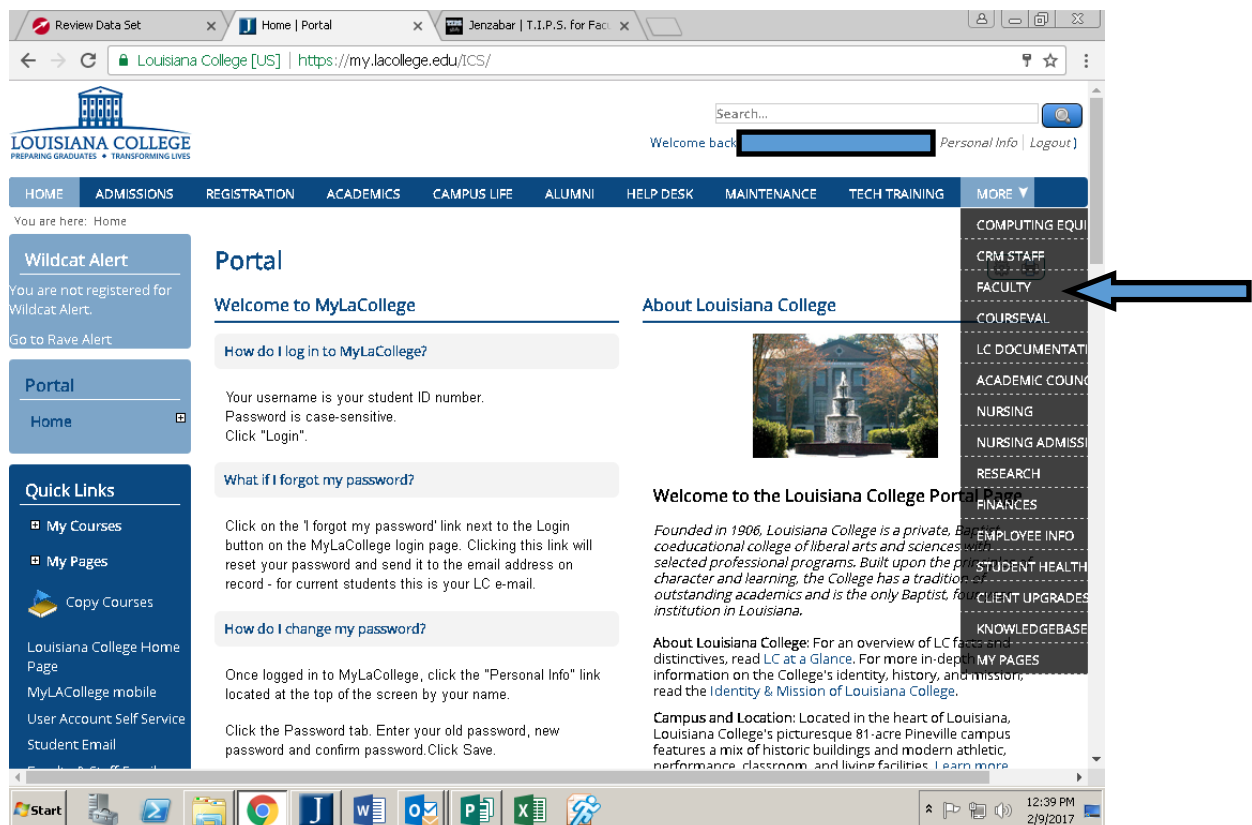 Review Data Set
Home | Portal
Jenzabar | T.I.P.S. for Facu
Louisiana College [US] | https://my.lacollege.edu/ICS/
LOUISIANA COLLEGE
PREPARING GRADUATES • TRANSFORMING LIVES
Search...
Welcome back
Personal Info | Logout )
HOME ADMISSIONS REGISTRATION ACADEMICS CAMPUS LIFE ALUMNI HELP DESK MAINTENANCE TECH TRAINING MORE
You are here: Home
COMPUTING EQUI
CRM STAFF
FACULTY
COURSEVAL
LC DOCUMENTATI
ACADEMIC COUNC
NURSING
NURSING ADMISSI
RESEARCH
FINANCES
EMPLOYEE INFO
STUDENT HEALTH
CLIENT UPGRADES
KNOWLEDGEBASE
MY PAGES
Wildcat Alert
You are not registered for
Wildcat Alert.
Go to Rave Alert
Portal
Home
Quick Links
My Courses
My Pages
Copy Courses
Louisiana College Home
Page
MyLACollege mobile
User Account Self Service
Student Email
Portal
Welcome to MyLaCollege
How do I log in to MyLaCollege?
Your username is your student ID number.
Password is case-sensitive.
Click "Login".
What if I forgot my password?
Click on the 'I forgot my password' link next to the Login
button on the MyLaCollege login page. Clicking this link will
reset your password and send it to the email address on
record - for current students this is your LC e-mail.
How do I change my password?
Once logged in to MyLaCollege, click the "Personal Info" link
located at the top of the screen by your name.
Click the Password tab. Enter your old password, new
password and confirm password.Click Save.
About Louisiana College
Welcome to the Louisiana College Portal Page
Founded in 1906, Louisiana College is a private, Baptist,
coeducational college of liberal arts and sciences with
selected professional programs. Built upon the principles of
character and learning, the College has a tradition of
outstanding academics and is the only Baptist, four-year
institution in Louisiana.
About Louisiana College: For an overview of LC facts and
distinctives, read LC at a Glance. For more in-depth
information on the College's identity, history, and mission,
read the Identity & Mission of Louisiana College.
Campus and Location: Located in the heart of Louisiana,
Louisiana College's picturesque 81-acre Pineville campus
features a mix of historic buildings and modern athletic,
performance, classroom, and living facilities. Learn more
Start
12:39 PM
2/9/2017